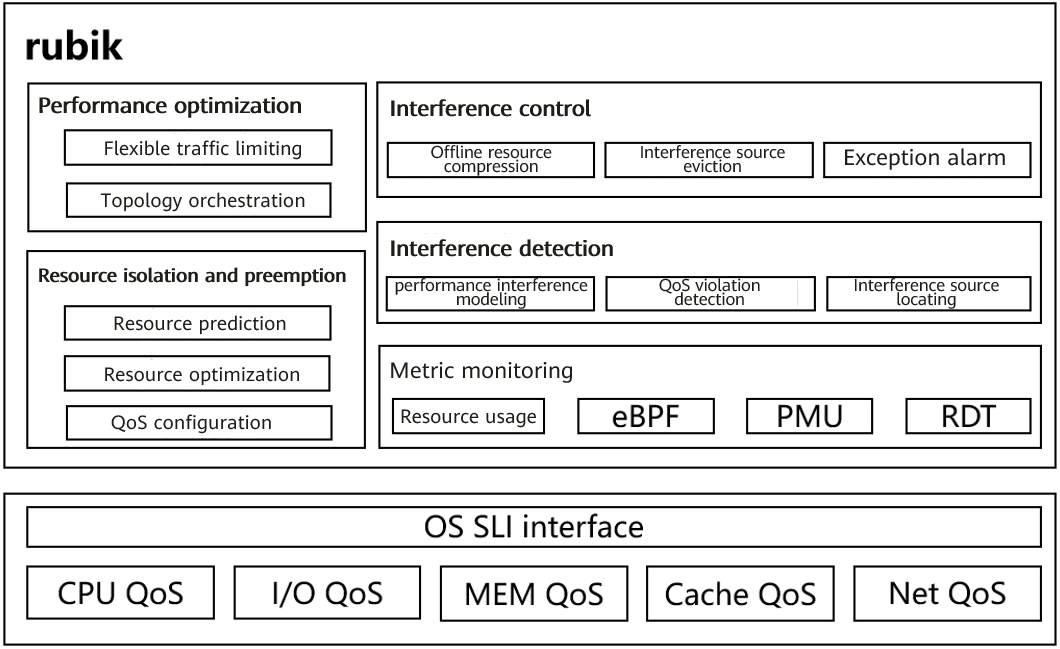 rubik
Performance optimization
Flexible traffic limiting
Topology orchestration
Resource isolation and preemption
Resource prediction
Resource optimization
QoS configuration
Interference control
Offline resource
compression
Interference source
eviction
Exception alarm
Interference detection
performance interference
modeling
QoS violation
detection
Interference source
locating
Metric monitoring
Resource usage
eBPF
PMU
RDT
OS SLI interface
CPU QoS
I/O QoS
MEM QoS
Cache QoS
Net QoS